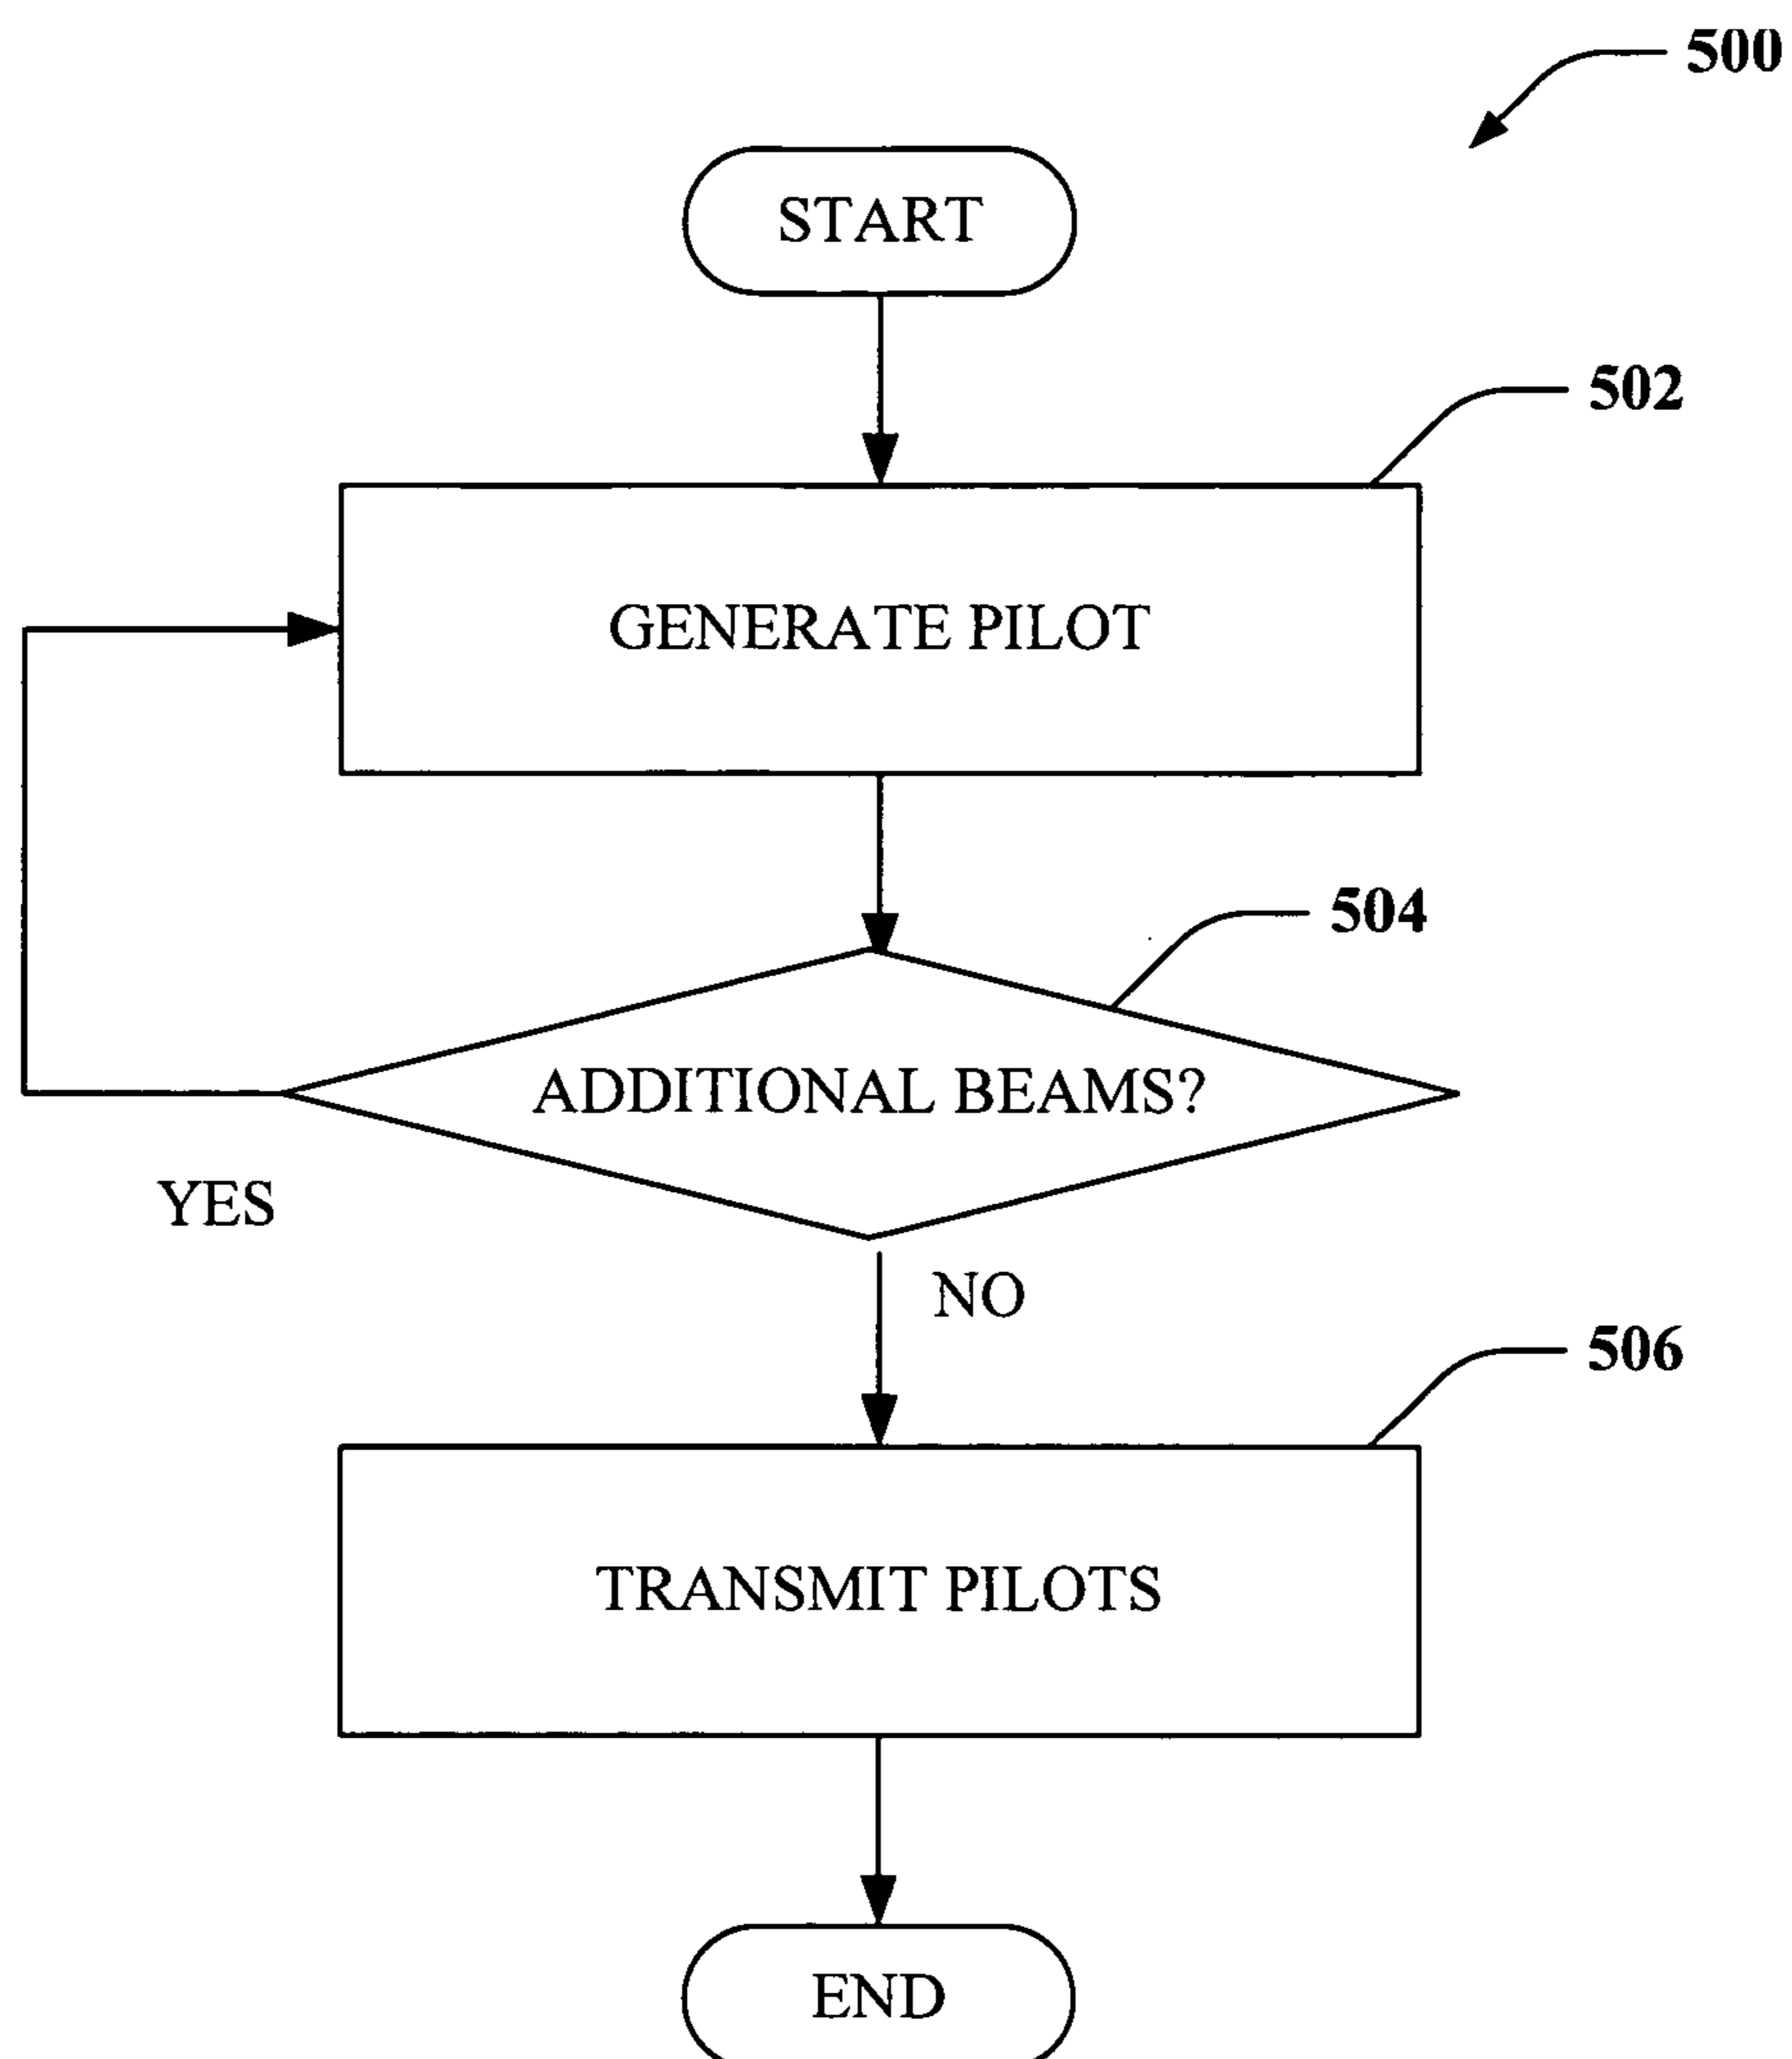 500
START
502
GENERATE PILOT
504
ADDITIONAL BEAMS?
YES
NO
506
TRANSMIT PILOTS
END